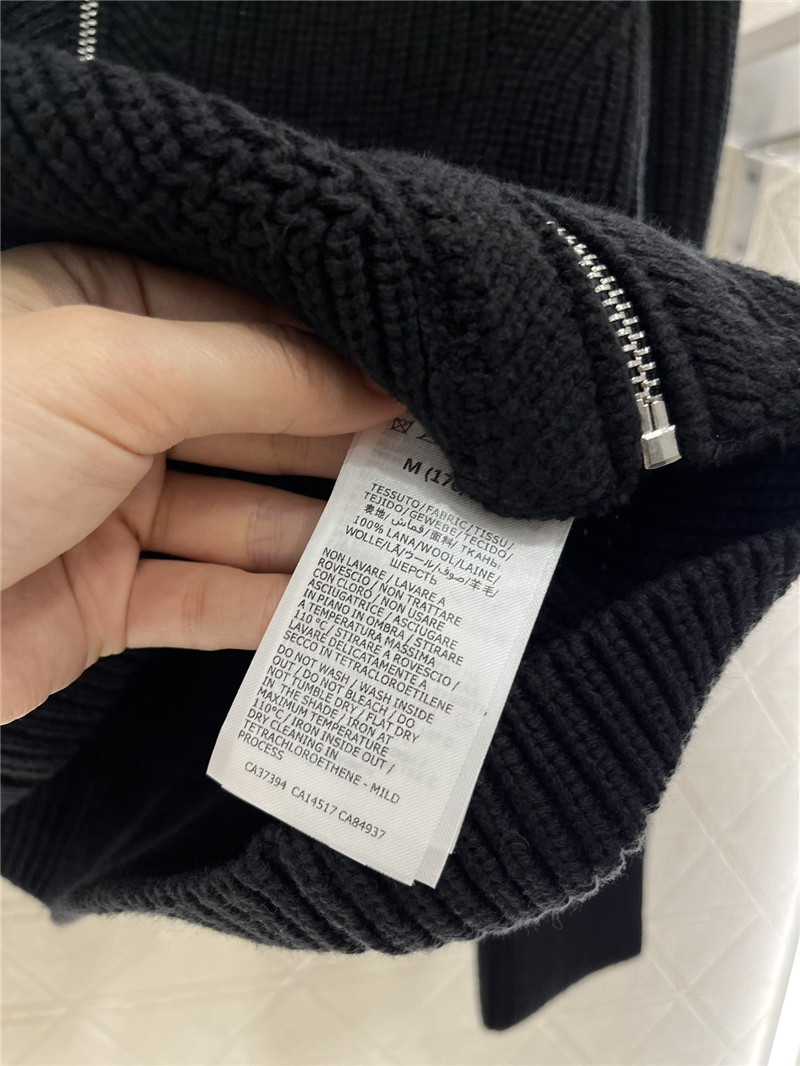 M (170
TESSUTO/FABRIC/TISSU/
TEJIDO/GEWEBE/TECIDO/
表地/قماش/面料/ТКАНЬ:
100% LANA/WOOL/LAINE/
WOLLE/LÃ/ウール/صوف/羊毛/
ШЕРСТЬ
NON LAVARE / LAVARE A
ROVESCIO / NON TRATTARE
CON CLORO / NON USARE
ASCIUGATRICE / ASCIUGARE
IN PIANO IN OMBRA / STIRARE
A TEMPERATURA MASSIMA
110 °C/ STIRARE A ROVESCIO /
LAVARE DELICATAMENTE A
SECCO IN TETRACLOROETILENE
DO NOT WASH / WASH INSIDE
OUT / DO NOT BLEACH / DO
NOT TUMBLE DRY / FLAT DRY
IN THE SHADE / IRON AT
MAXIMUM TEMPERATURE
110°C/ IRON INSIDE OUT /
DRY CLEANING IN
TETRACHLOROETHENE - MILD
PROCESS
CA37394 CA14517 CA84937